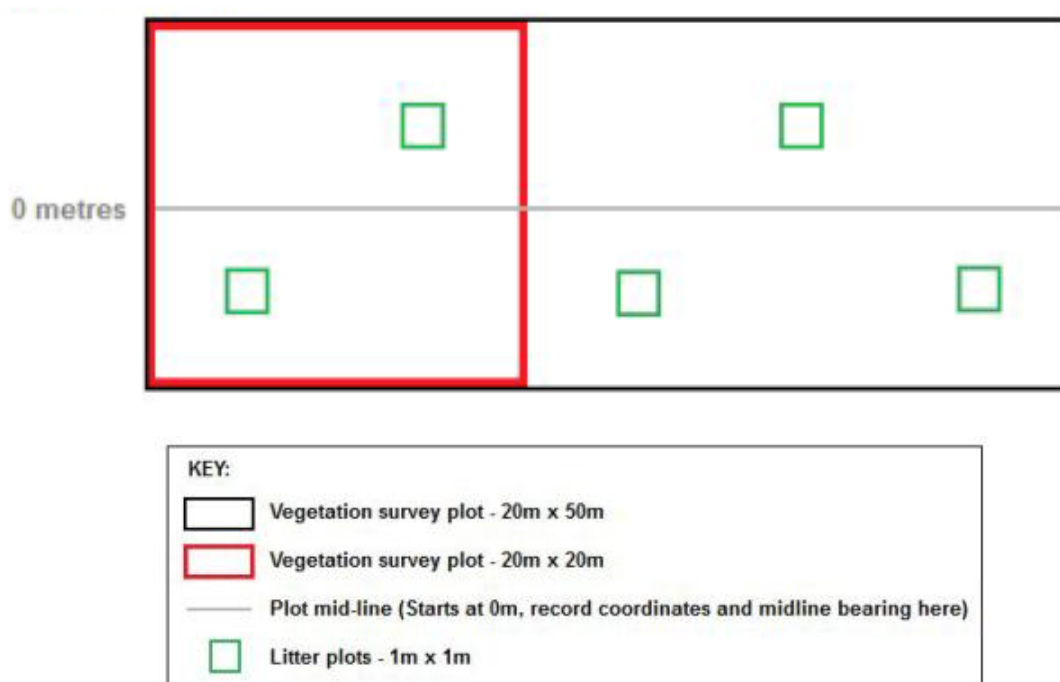 0 metres
KEY:
Vegetation survey plot - 20m x 50m
Vegetation survey plot - 20m x 20m
Plot mid-line (Starts at 0m, record coordinates and midline bearing here)
Litter plots - 1m x 1m